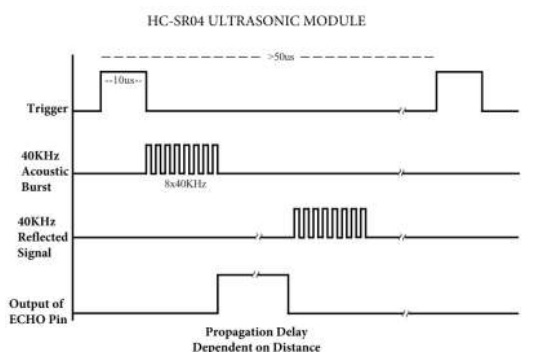 HC-SR04 ULTRASONIC MODULE
>50us
--10us--
Trigger
40KHz
Acoustic
Burst
8x40KHz
40KHz
Reflected
Signal
Output of
ECHO Pin
Propagation Delay
Dependent on Distance